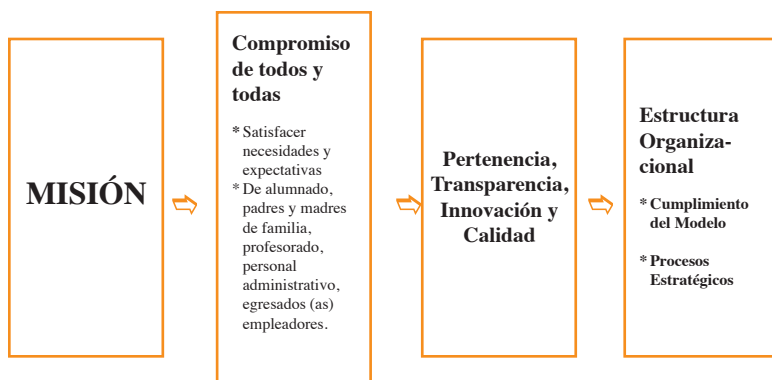 MISIÓN
Compromiso
de todos y
todas
* Satisfacer
necesidades y
expectativas
* De alumnado,
padres y madres
de familia,
profesorado,
personal
administrativo,
egresados (as)
empleadores.
Pertenencia,
Transparencia,
Innovación y
Calidad
Estructura
Organiza-
cional
* Cumplimiento
del Modelo
* Procesos
Estratégicos